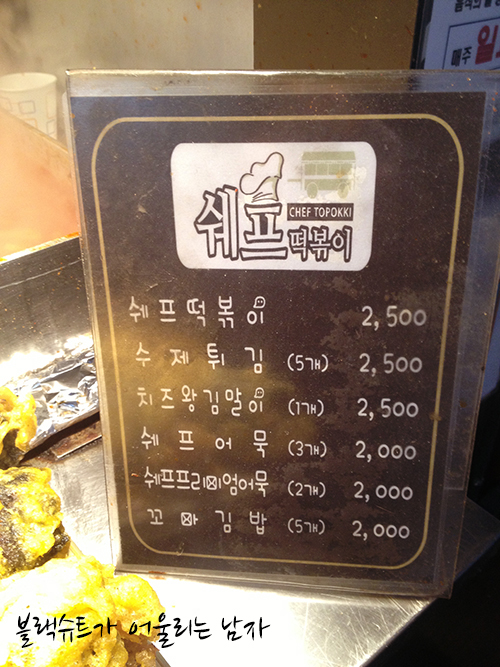 매주
일
쉐프
CHEF TOPOKKI
떡볶이
쉐프떡볶이 2,500
수제튀김 (5개) 2,500
치즈왕김말이 (1개) 2,500
쉐프어묵 (3개) 2,000
쉐프프리미엄어묵 (2개) 2,000
꼬마김밥 (5개) 2,000
블랙슈트가 어울리는 남자